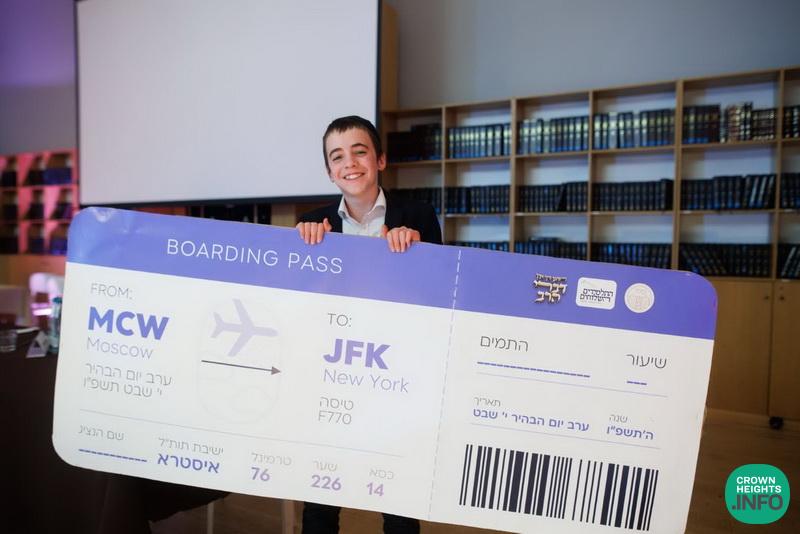 BOARDING PASS
FROM:
MCW
Moscow
ערב יום הבהיר
י' שבט תשפ"ו
TO:
JFK
New York
טיסה
F770
שם הנציג
ישיבת תות"ל
איסטרא
טרמינל
76
שער
226
כסא
14
דברי
הרב
התמים
שיעור
תאריך
ערב יום הבהיר י' שבט
שנה
ה'תשפ"ו
CROWN
HEIGHTS
.INFO